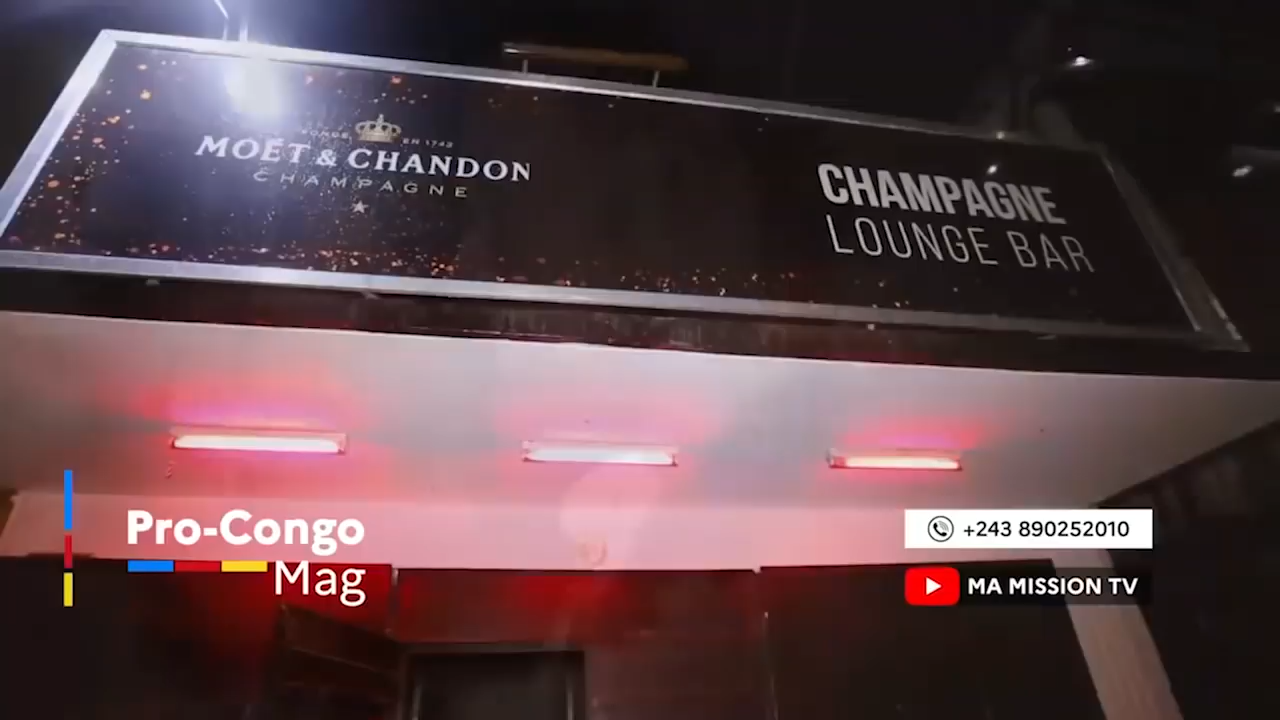 FONDÉ EN 1743
MOËT & CHANDON
CHAMPAGNE
CHAMPAGNE
LOUNGE BAR
Pro-Congo
Mag
+243 890252010
MA MISSION TV